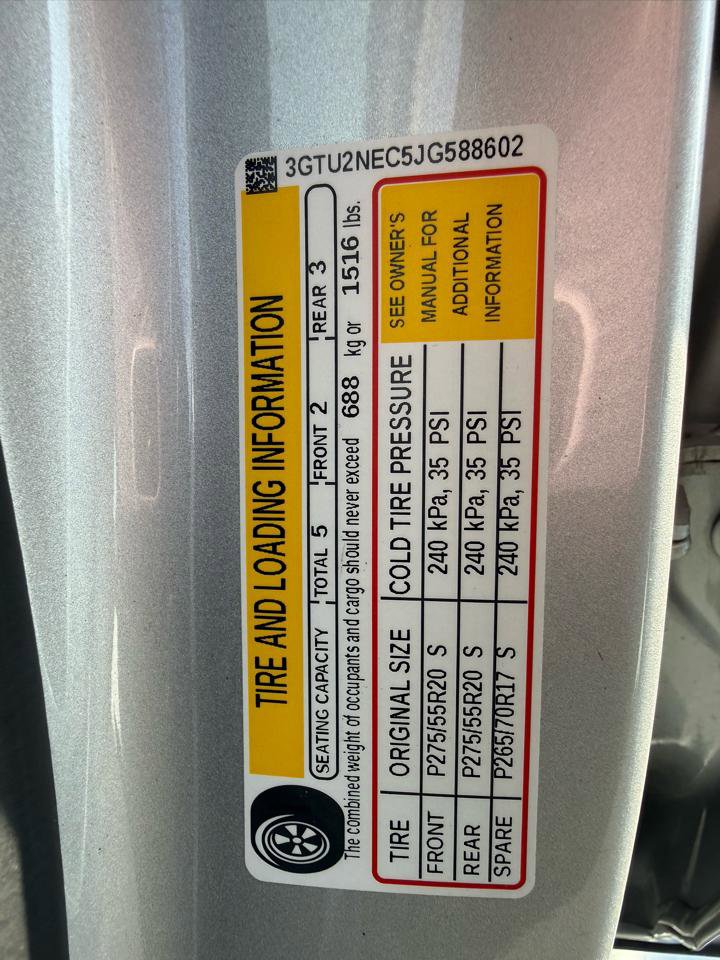 3GTU2NEC5JG588602
TIRE AND LOADING INFORMATION
SEATING CAPACITY TOTAL 5 FRONT 2 REAR 3
The combined weight of occupants and cargo should never exceed 688 kg or 1516 lbs.
TIRE ORIGINAL SIZE COLD TIRE PRESSURE
FRONT P275/55R20 S 240 kPa, 35 PSI
REAR P275/55R20 S 240 kPa, 35 PSI
SPARE P265/70R17 S 240 kPa, 35 PSI
SEE OWNER'S
MANUAL FOR
ADDITIONAL
INFORMATION